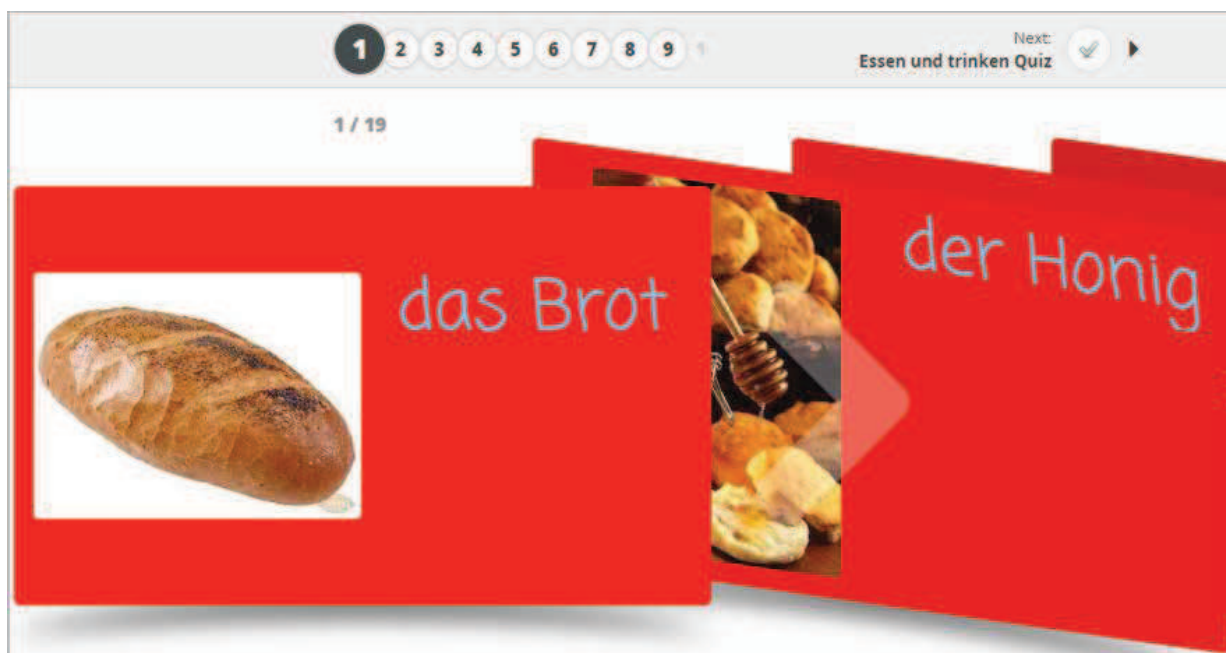 1 2 3 4 5 6 7 8 9
Next:
Essen und trinken Quiz
1 / 19
das Brot
der Honig